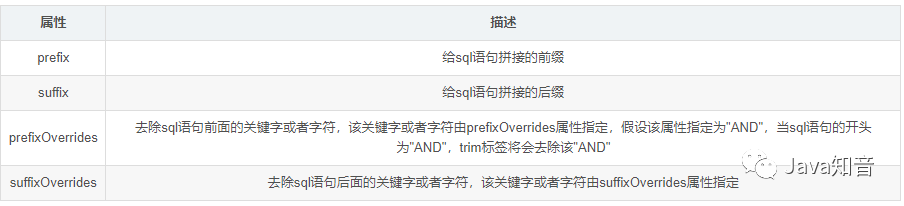 属性 描述
prefix 给sql语句拼接的前缀
suffix 给sql语句拼接的后缀
prefixOverrides 去除sql语句前面的关键字或者字符，该关键字或者字符由prefixOverrides属性指定，假设该属性指定为"AND"，当sql语句的开头
为"AND"，trim标签将会去除该"AND"
suffixOverrides 去除sql语句后面的关键字或者字符，该关键字或者字符由suffixOverrides属性指定
Java知音